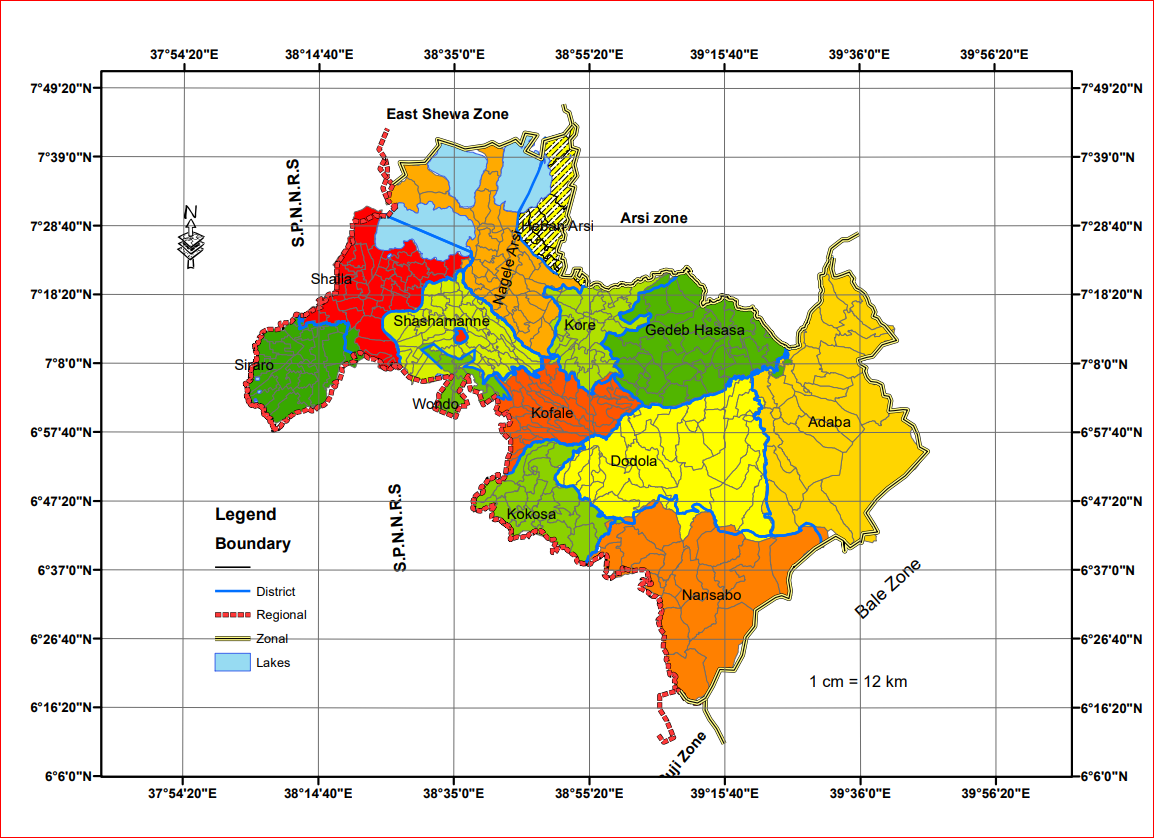 37°54'20"E 38°14'40"E 38°35'0"E 38°55'20"E 39°15'40"E 39°36'0"E 39°56'20"E
7°49'20"N 7°49'20"N
East Shewa Zone
7°39'0"N 7°39'0"N
S.P.N.N.R.S
N
Arsi zone
7°28'40"N Heban Arsi 7°28'40"N
Nagele Arsi
Shalla
7°18'20"N 7°18'20"N
Shashamanne Kore Gedeb Hasasa
7°8'0"N 7°8'0"N
Siraro
Wondo Kofale Adaba
6°57'40"N 6°57'40"N
Dodola
6°47'20"N 6°47'20"N
Kokosa
S.P.N.N.R.S
Legend
Boundary
6°37'0"N 6°37'0"N
Bale Zone
District
Nansabo
Regional
6°26'40"N 6°26'40"N
Zonal
Lakes
1 cm = 12 km
6°16'20"N 6°16'20"N
uji Zone
6°6'0"N 6°6'0"N
37°54'20"E 38°14'40"E 38°35'0"E 38°55'20"E 39°15'40"E 39°36'0"E 39°56'20"E